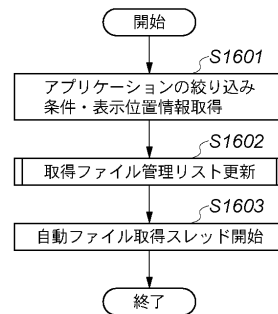 開始
S1601
アプリケーションの絞り込み
条件・表示位置情報取得
S1602
取得ファイル管理リスト更新
S1603
自動ファイル取得スレッド開始
終了